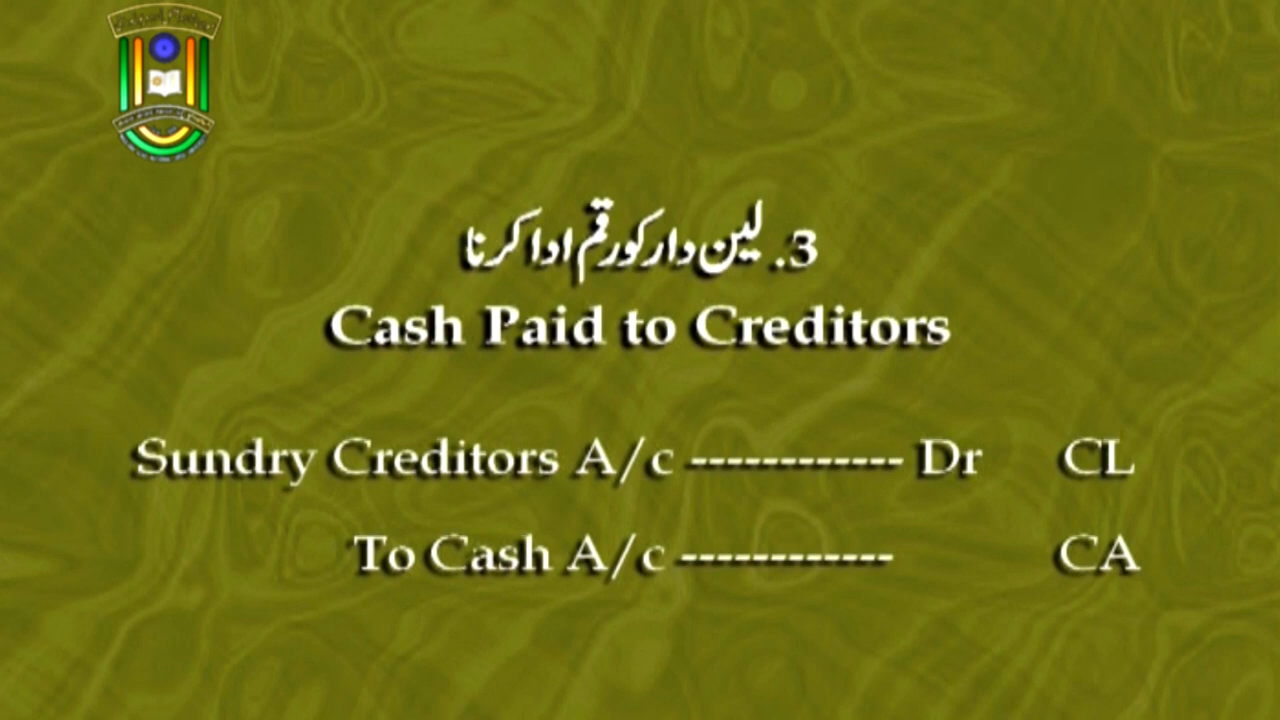 3. لین دار کو رقم ادا کرنا
Cash Paid to Creditors
Sundry Creditors A/c ------------ Dr CL
To Cash A/c ------------ CA